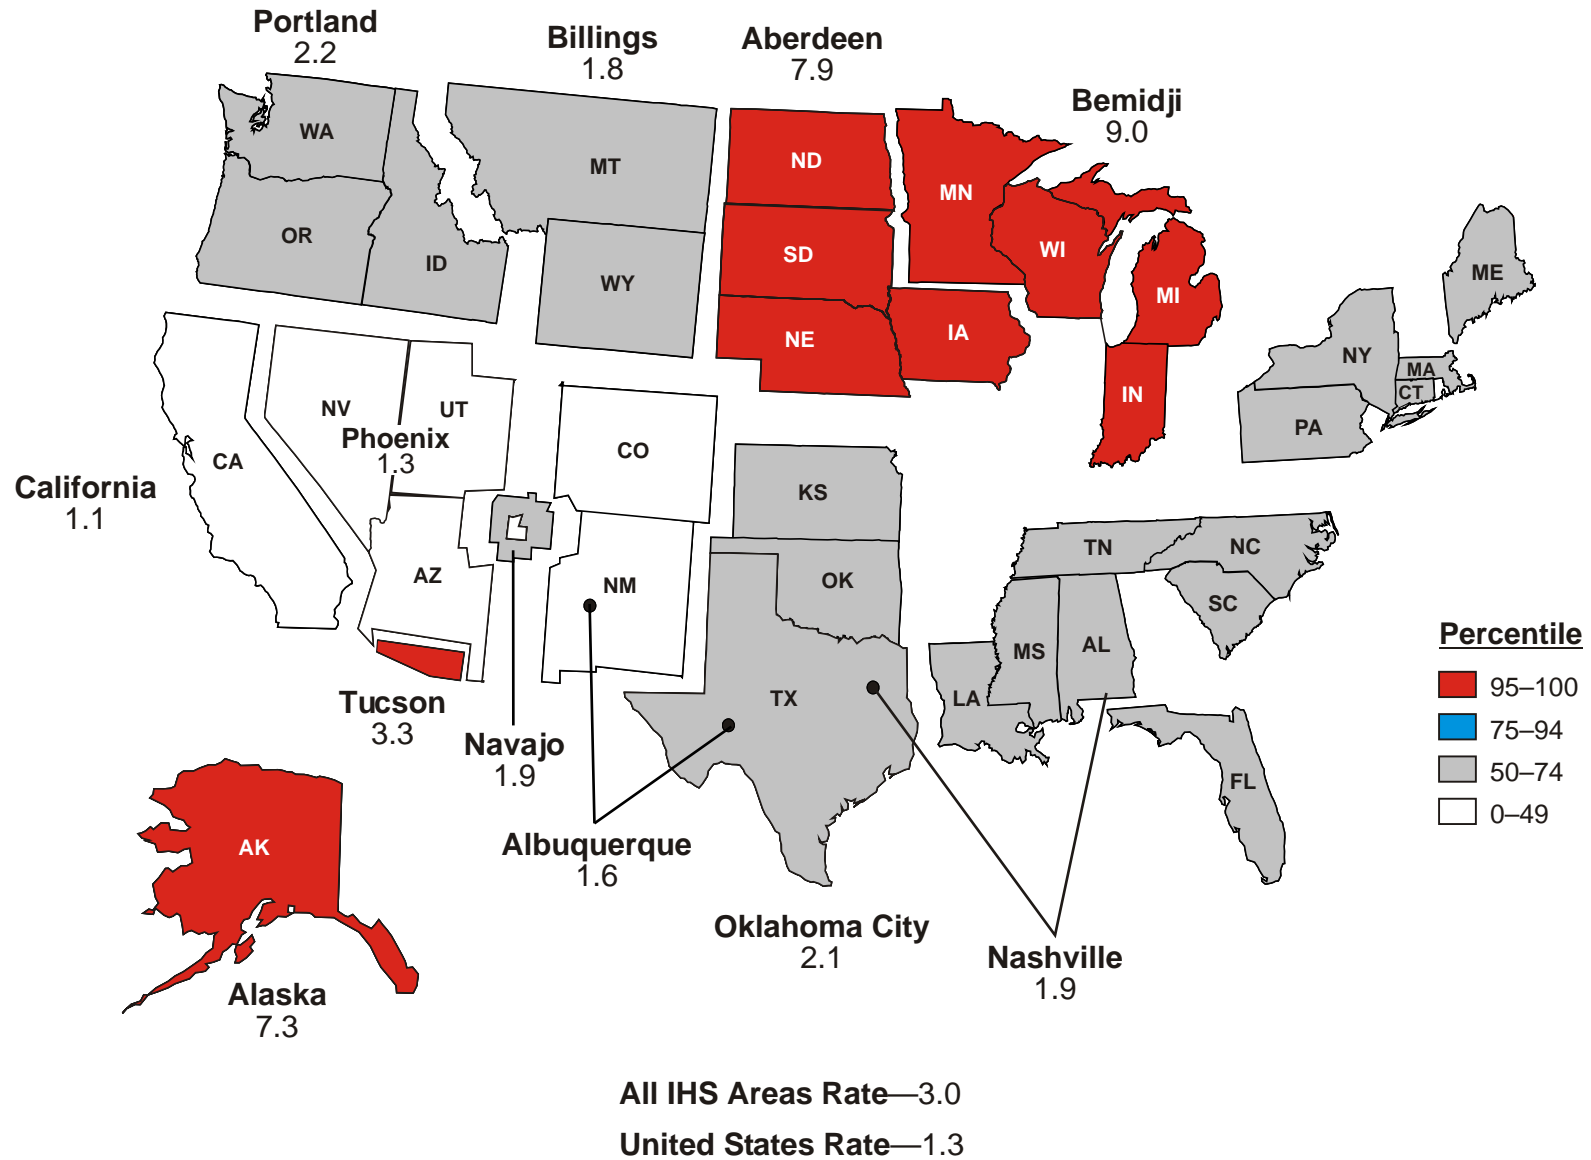 Portland
2.2
Billings
1.8
Aberdeen
7.9
Bemidji
9.0
WA
MT
ND
MN
OR
ID
WY
SD
WI
MI
ME
NE
IA
IN
NY
MA
CT
PA
NV
UT
Phoenix
1.3
CA
CO
California
1.1
KS
AZ
NM
OK
TN
NC
SC
MS
AL
LA
TX
FL
Percentile
95–100
75–94
50–74
0–49
Tucson
3.3
Navajo
1.9
Albuquerque
1.6
AK
Oklahoma City
2.1
Nashville
1.9
Alaska
7.3
All IHS Areas Rate—3.0
United States Rate—1.3